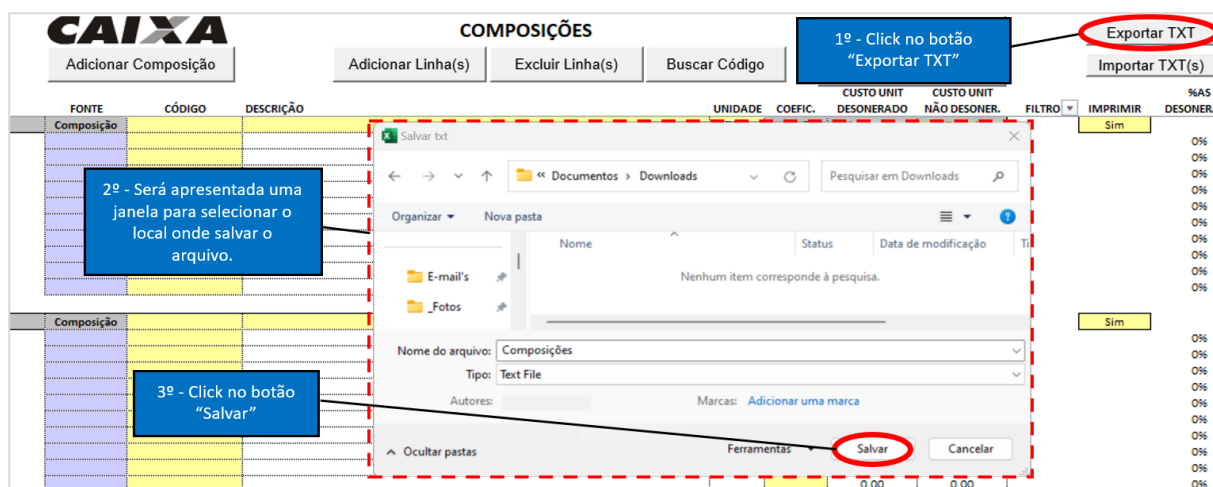 CAIXA
COMPOSIÇÕES
1º - Click no botão
“Exportar TXT”
Exportar TXT
Adicionar Composição
Adicionar Linha(s)
Excluir Linha(s)
Buscar Código
Importar TXT(s)
FONTE
CÓDIGO
DESCRIÇÃO
UNIDADE
COEFIC.
CUSTO UNIT
DESONERADO
CUSTO UNIT
NÃO DESONER.
FILTRO
IMPRIMIR
%AS
DESONERA
Composição
Sim
Salvar txt
« Documentos > Downloads
Pesquisar em Downloads
2º - Será apresentada uma
janela para selecionar o
local onde salvar o
arquivo.
Organizar
Nova pasta
Nome
Status
Data de modificação
Ti
Nenhum item corresponde à pesquisa.
E-mail's
_Fotos
0%
0%
0%
0%
0%
0%
0%
0%
0%
0%
Composição
Sim
Nome do arquivo: Composições
Tipo: Text File
Autores:
Marcas: Adicionar uma marca
3º - Click no botão
“Salvar”
Ocultar pastas
Ferramentas
Salvar
Cancelar
0%
0%
0%
0%
0%
0%
0%
0%
0%
0,00
0,00
0%